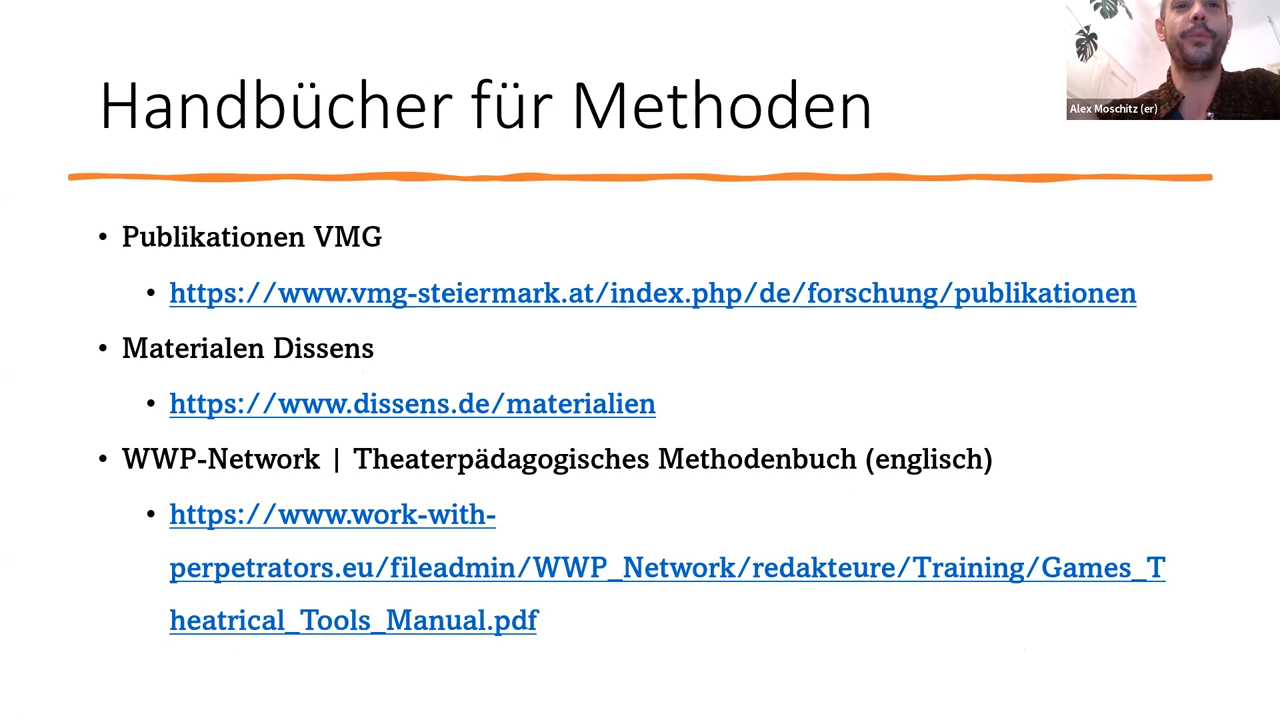 Handbücher für Methoden
Alex Moschitz (er)
• Publikationen VMG
• https://www.vmg-steiermark.at/index.php/de/forschung/publikationen
• Materialen Dissens
• https://www.dissens.de/materialien
• WWP-Network | Theaterpädagogisches Methodenbuch (englisch)
• https://www.work-with-
perpetrators.eu/fileadmin/WWP_Network/redakteure/Training/Games_T
heatrical_Tools_Manual.pdf